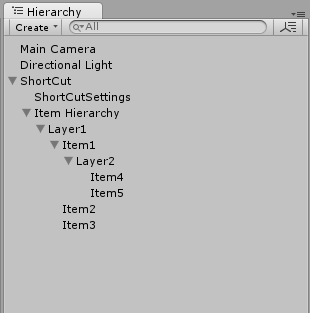 Hierarchy
Create All
Main Camera
Directional Light
ShortCut
ShortCutSettings
Item Hierarchy
Layer1
Item1
Layer2
Item4
Item5
Item2
Item3